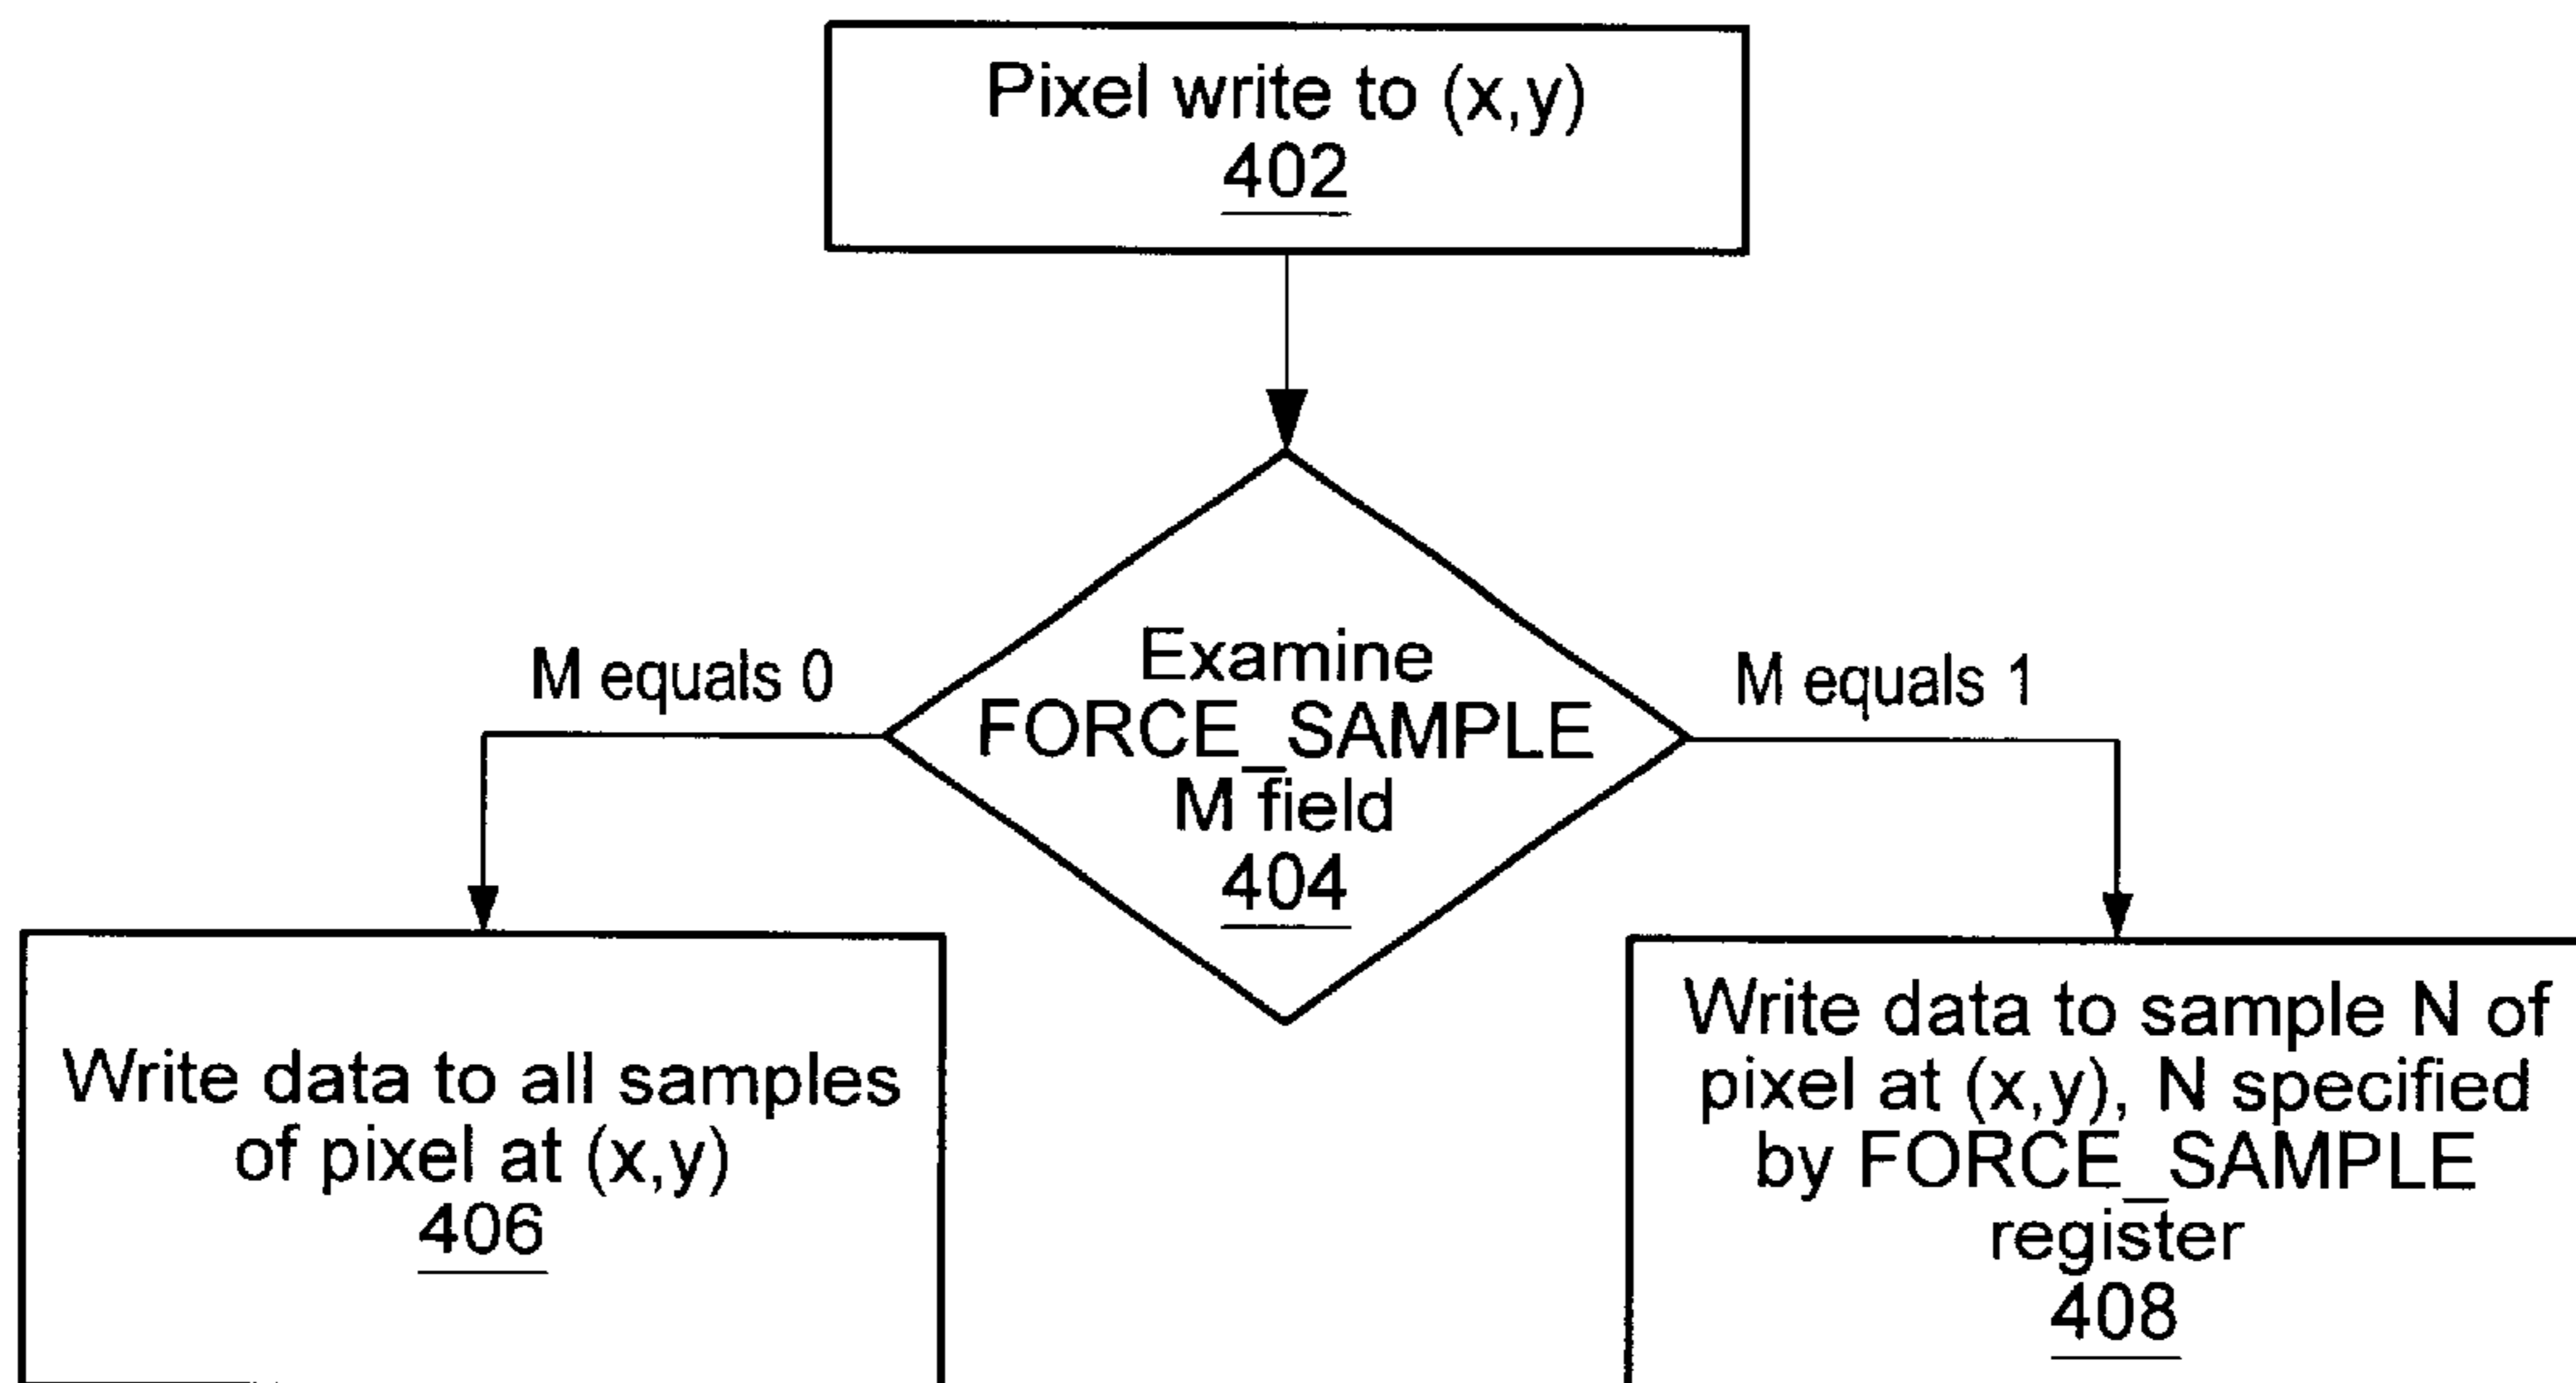 Pixel write to (x,y)
402
M equals 0
Examine
FORCE_SAMPLE
M field
404
M equals 1
Write data to all samples
of pixel at (x,y)
406
Write data to sample N of
pixel at (x,y), N specified
by FORCE_SAMPLE
register
408